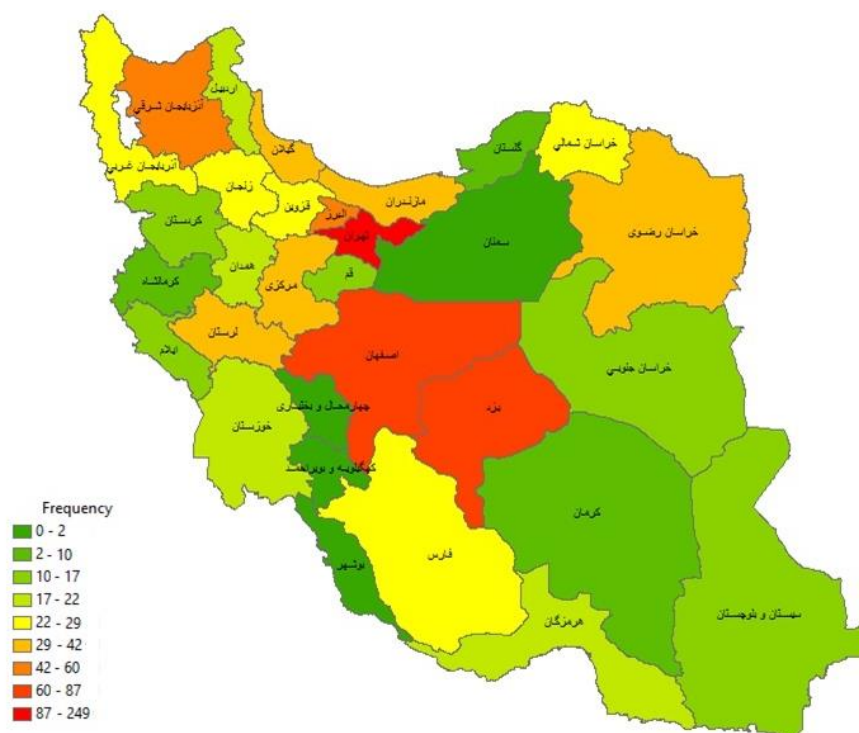 اردبیل
آذربایجان شرقی
گیلان
آذربایجان غربی
زنجان
قزوین
مازندران
گلستان
خراسان شمالی
البرز
تهران
کردستان
همدان
سمنان
خراسان رضوی
قم
مرکزی
کرمانشاه
لرستان
ایلام
اصفهان
خراسان جنوبی
یزد
چهارمحال و بختیاری
خوزستان
کهگیلویه و بویراحمد
کرمان
فارس
بوشهر
هرمزگان
سیستان و بلوچستان
Frequency
0 - 2
2 - 10
10 - 17
17 - 22
22 - 29
29 - 42
42 - 60
60 - 87
87 - 249